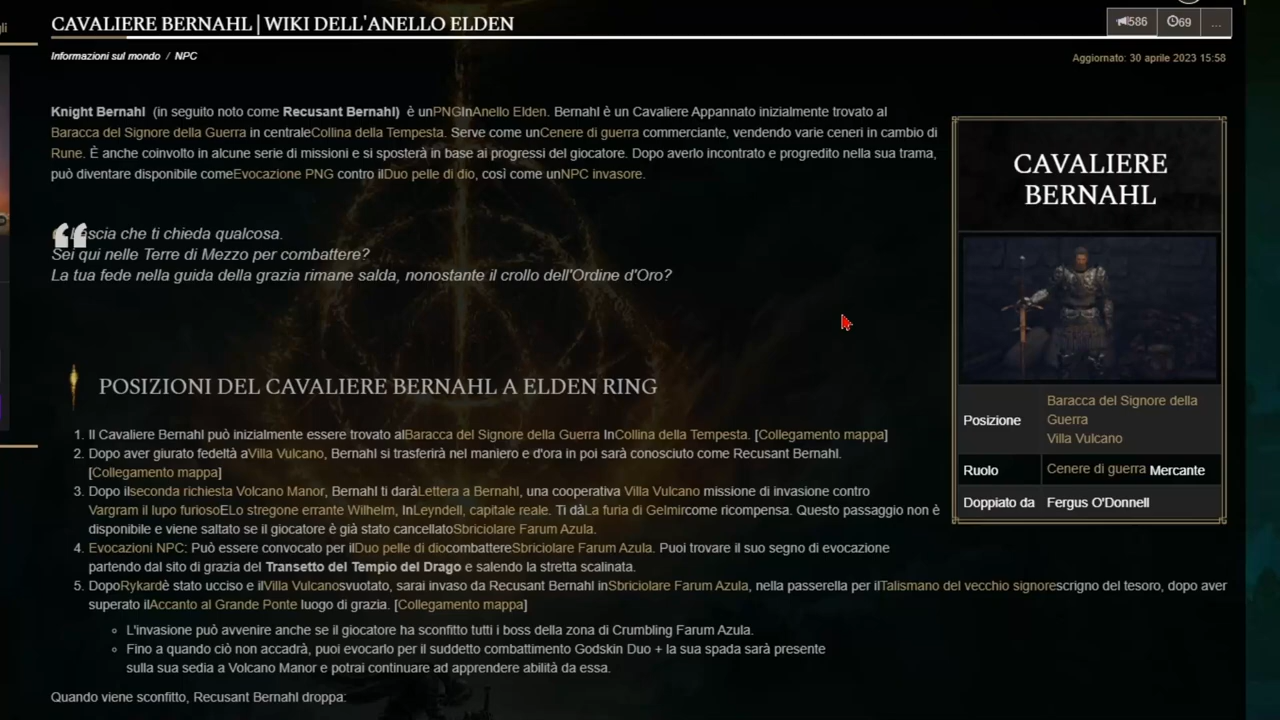 gli
CAVALIERE BERNAHL | WIKI DELL'ANELLO ELDEN
586
69
...
Informazioni sul mondo / NPC
Aggiornato: 30 aprile 2023 15:58
Knight Bernahl (in seguito noto come Recusant Bernahl) è unPNGInAnello Elden. Bernahl è un Cavaliere Appannato inizialmente trovato al
Baracca del Signore della Guerra in centraleCollina della Tempesta. Serve come unCenere di guerra commerciante, vendendo varie ceneri in cambio di
Rune. È anche coinvolto in alcune serie di missioni e si sposterà in base ai progressi del giocatore. Dopo averlo incontrato e progredito nella sua trama,
può diventare disponibile comeEvocazione PNG contro ilDuo pelle di dio, così come unNPC invasore.
che ti chieda qualcosa.
Sei qui nelle Terre di Mezzo per combattere?
La tua fede nella guida della grazia rimane salda, nonostante il crollo dell'Ordine d'Oro?
POSIZIONI DEL CAVALIERE BERNAHL A ELDEN RING
1. Il Cavaliere Bernahl può inizialmente essere trovato alBaracca del Signore della Guerra InCollina della Tempesta. [Collegamento mappa]
2. Dopo aver giurato fedeltà aVilla Vulcano, Bernahl si trasferirà nel maniero e d'ora in poi sarà conosciuto come Recusant Bernahl.
[Collegamento mappa]
3. Dopo ilseconda richiesta Volcano Manor, Bernahl ti daràLettera a Bernahl, una cooperativa Villa Vulcano missione di invasione contro
Vargram il lupo furiosoELo stregone errante Wilhelm, InLeyndell, capitale reale. Ti dàLa furia di Gelmircome ricompensa. Questo passaggio non è
disponibile e viene saltato se il giocatore è già stato cancellatoSbriciolare Farum Azula.
4. Evocazioni NPC: Può essere convocato per ilDuo pelle di diocombattereSbriciolare Farum Azula. Puoi trovare il suo segno di evocazione
partendo dal sito di grazia del Transetto del Tempio del Drago e salendo la stretta scalinata.
5. DopoRykardè stato ucciso e ilVilla Vulcanosvuotato, sarai invaso da Recusant Bernahl inSbriciolare Farum Azula, nella passerella per ilTalismano del vecchio signorescrigno del tesoro, dopo aver
superato ilAccanto al Grande Ponte luogo di grazia. [Collegamento mappa]
L'invasione può avvenire anche se il giocatore ha sconfitto tutti i boss della zona di Crumbling Farum Azula.
Fino a quando ciò non accadrà, puoi evocarlo per il suddetto combattimento Godskin Duo + la sua spada sarà presente
sulla sua sedia a Volcano Manor e potrai continuare ad apprendere abilità da essa.
Quando viene sconfitto, Recusant Bernahl droppa:
CAVALIERE
BERNAHL
Posizione
Baracca del Signore della
Guerra
Villa Vulcano
Ruolo
Cenere di guerra Mercante
Doppiato da
Fergus O'Donnell